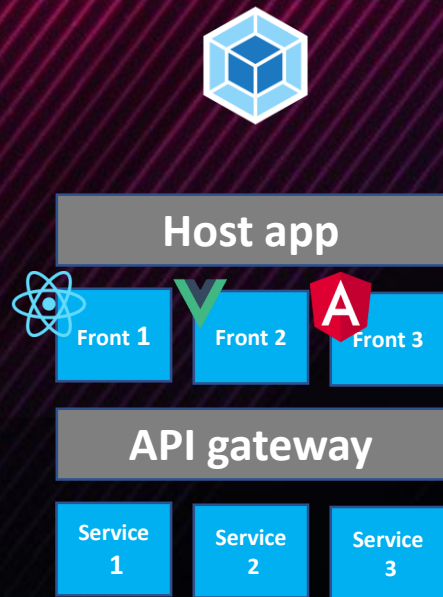 Host app
Front 1
Front 2
A
Front 3
API gateway
Service
1
Service
2
Service
3